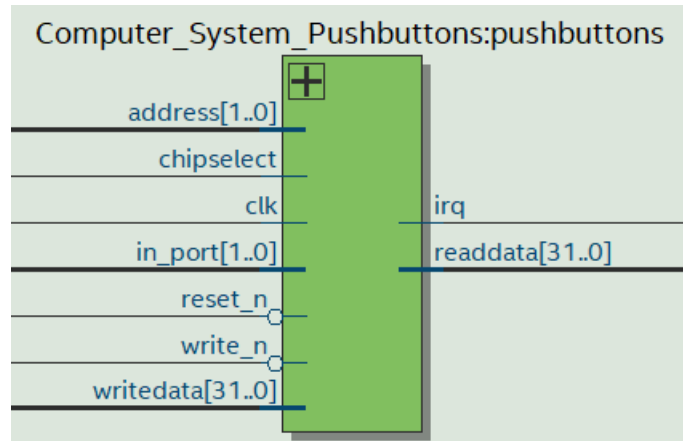 Computer_System_Pushbuttons:pushbuttons
address[1..0]
chipselect
clk
irq
in_port[1..0]
readdata[31..0]
reset_n
write_n
writedata[31..0]